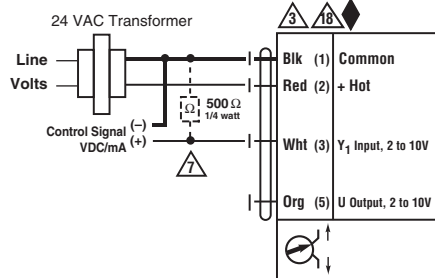 24 VAC Transformer
3 18
Line
Volts
Blk (1) Common
Red (2) + Hot
Ω 500 Ω
1/4 watt
Control Signal (–)
VDC/mA (+)
Wht (3) Y1 Input, 2 to 10V
7
Org (5) U Output, 2 to 10V